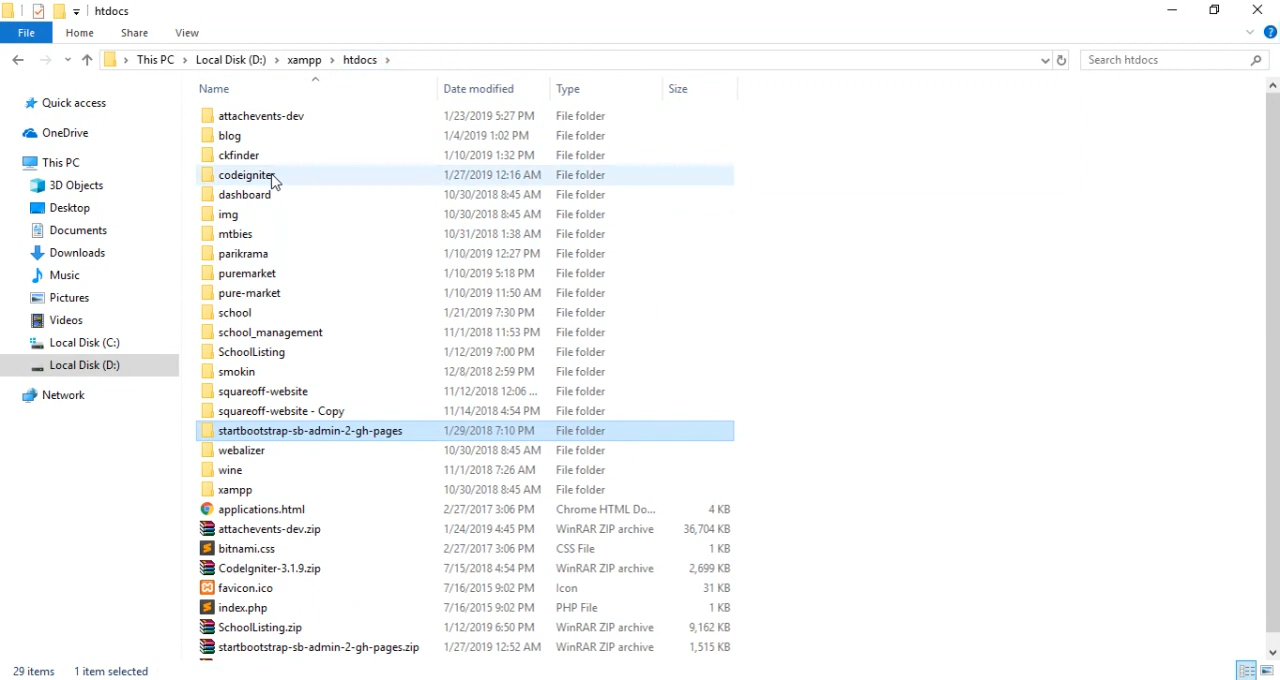 htdocs
File Home Share View
This PC Local Disk (D:) xampp htdocs Search htdocs
Name Date modified Type Size
Quick access
OneDrive
This PC
3D Objects
Desktop
Documents
Downloads
Music
Pictures
Videos
Local Disk (C:)
Local Disk (D:)
Network
attachevents-dev 1/23/2019 5:27 PM File folder
blog 1/4/2019 1:02 PM File folder
ckfinder 1/10/2019 1:32 PM File folder
codeigniter 1/27/2019 12:16 AM File folder
dashboard 10/30/2018 8:45 AM File folder
img 10/30/2018 8:45 AM File folder
mtbies 10/31/2018 1:38 AM File folder
parikrama 1/10/2019 12:27 PM File folder
puremarket 1/10/2019 5:18 PM File folder
pure-market 1/10/2019 11:50 AM File folder
school 1/21/2019 7:30 PM File folder
school_management 11/1/2018 11:53 PM File folder
SchoolListing 1/12/2019 7:00 PM File folder
smokin 12/8/2018 2:59 PM File folder
squareoff-website 11/12/2018 12:06 ... File folder
squareoff-website - Copy 11/14/2018 4:54 PM File folder
startbootstrap-sb-admin-2-gh-pages 1/29/2018 7:10 PM File folder
webalizer 10/30/2018 8:45 AM File folder
wine 11/1/2018 7:26 AM File folder
xampp 10/30/2018 8:45 AM File folder
applications.html 2/27/2017 3:06 PM Chrome HTML Do... 4 KB
attachevents-dev.zip 1/24/2019 4:45 PM WinRAR ZIP archive 36,704 KB
bitnami.css 2/27/2017 3:06 PM CSS File 1 KB
CodeIgniter-3.1.9.zip 7/15/2018 4:54 PM WinRAR ZIP archive 2,699 KB
favicon.ico 7/16/2015 9:02 PM Icon 31 KB
index.php 7/16/2015 9:02 PM PHP File 1 KB
SchoolListing.zip 1/12/2019 6:50 PM WinRAR ZIP archive 9,162 KB
startbootstrap-sb-admin-2-gh-pages.zip 1/27/2019 12:52 AM WinRAR ZIP archive 1,515 KB
29 items 1 item selected